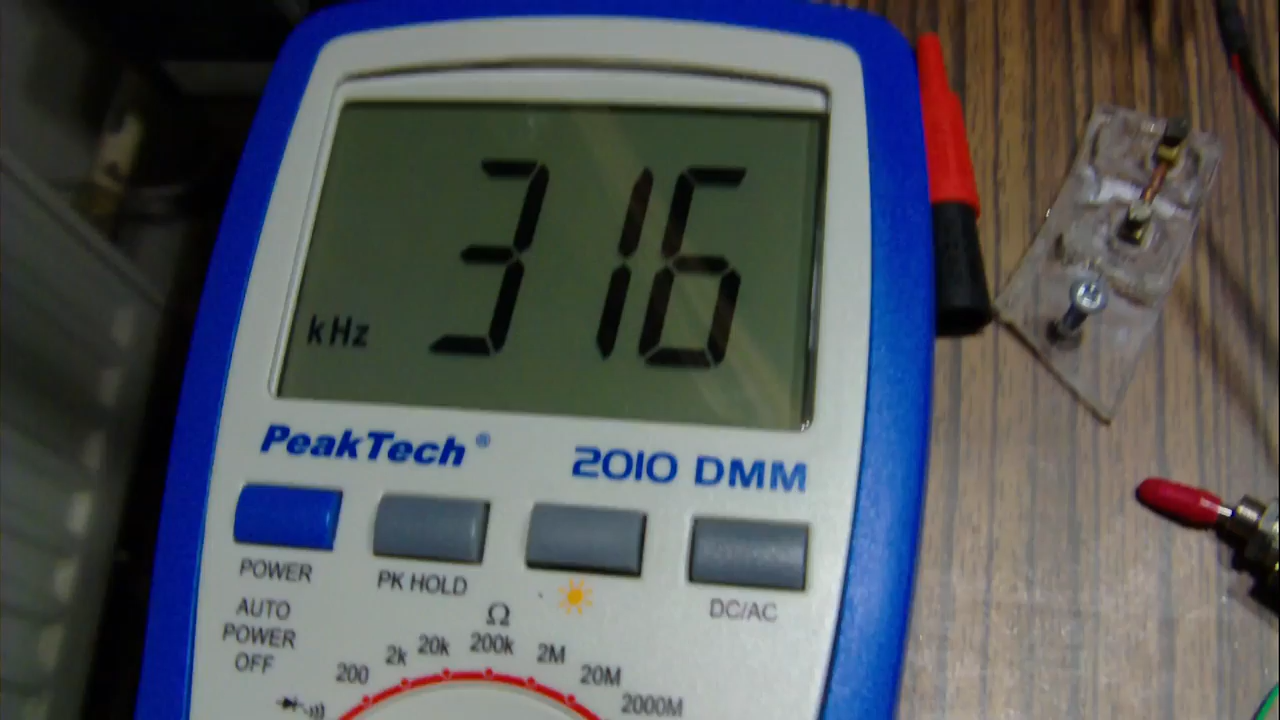 316
kHz
PeakTech®
2010 DMM
POWER
PK HOLD
DC/AC
AUTO
POWER
OFF
Ω
200
2k
20k
200k
2M
20M
2000M